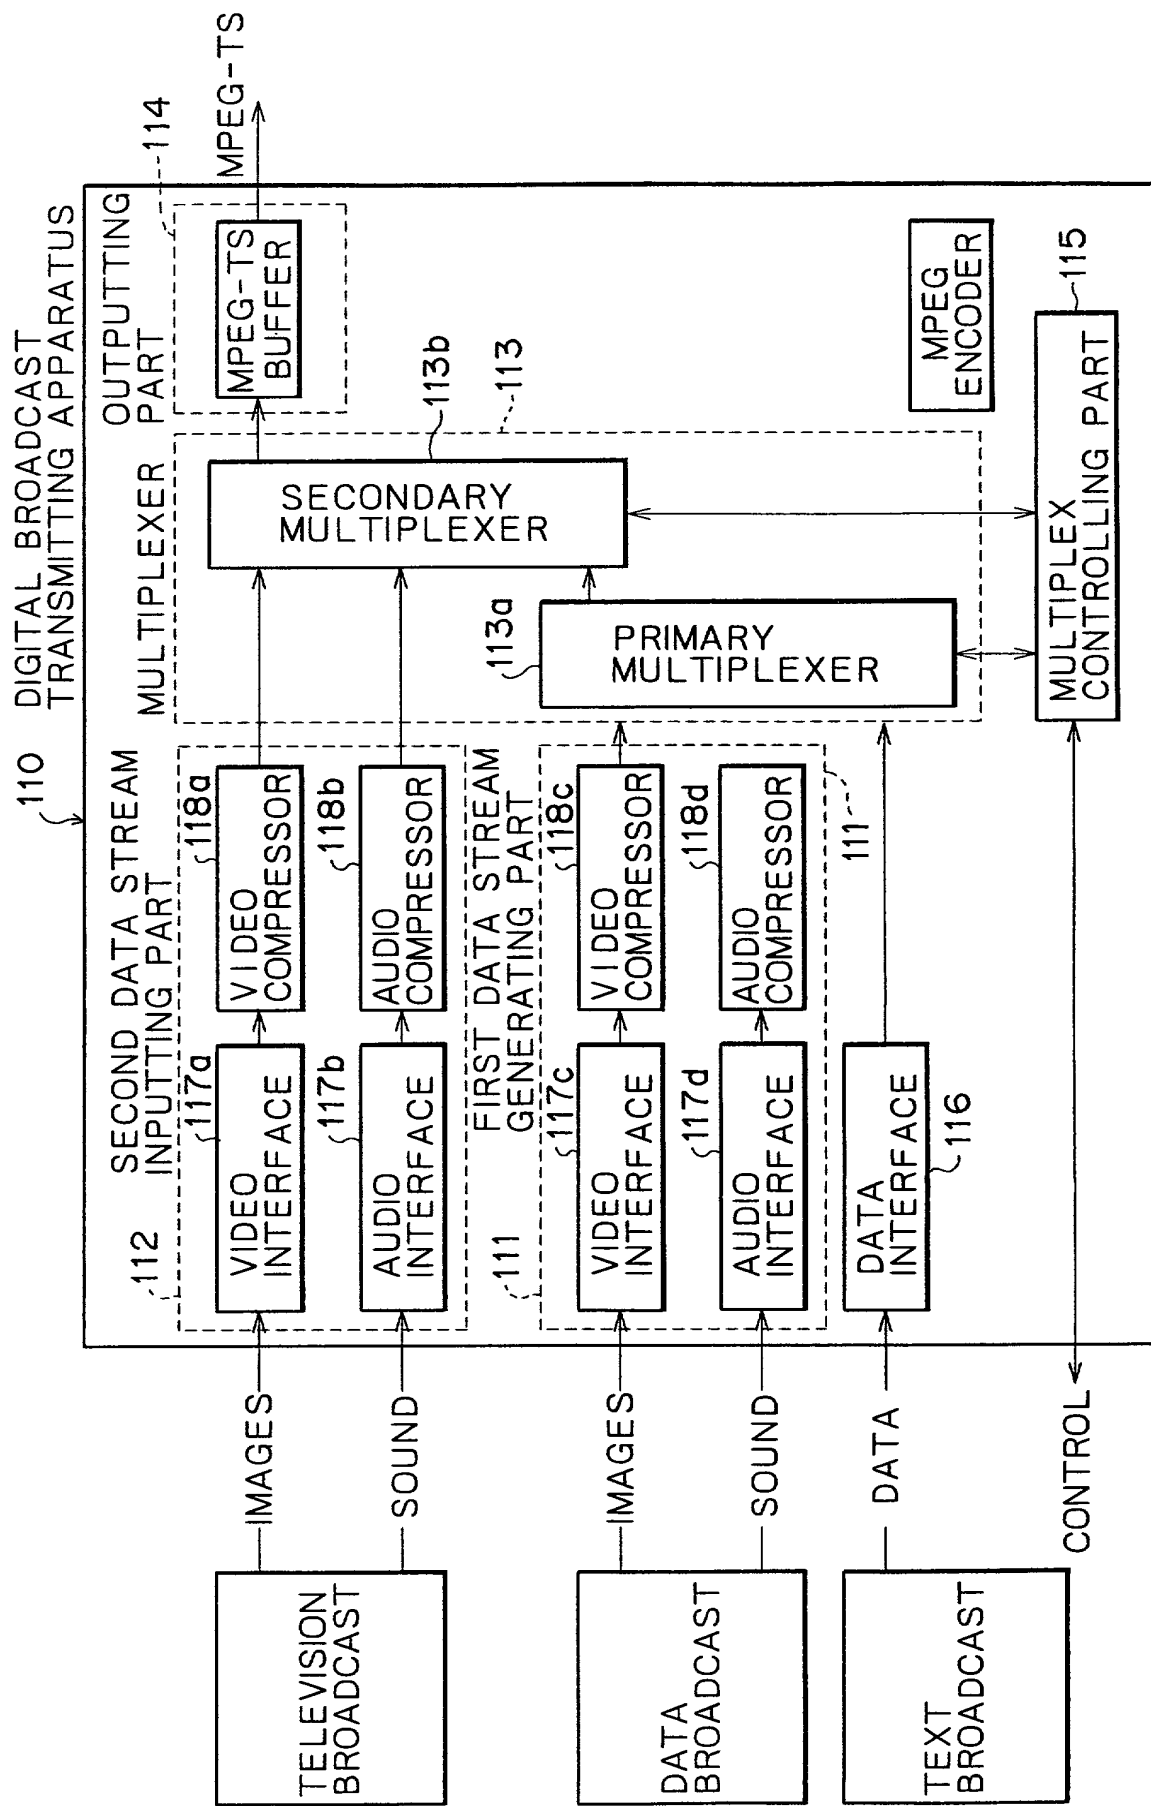 DIGITAL BROADCAST
TRANSMITTING APPARATUS
110
SECOND DATA STREAM
INPUTTING PART
112
MULTIPLEXER
OUTPUTTING
PART
114
MPEG-TS
TELEVISION
BROADCAST
IMAGES
SOUND
117a
VIDEO
INTERFACE
118a
VIDEO
COMPRESSOR
117b
AUDIO
INTERFACE
118b
AUDIO
COMPRESSOR
SECONDARY
MULTIPLEXER
113b
113
MPEG-TS
BUFFER
FIRST DATA STREAM
GENERATING PART
111
DATA
BROADCAST
IMAGES
SOUND
117c
VIDEO
INTERFACE
118c
VIDEO
COMPRESSOR
117d
AUDIO
INTERFACE
118d
AUDIO
COMPRESSOR
111
113a
PRIMARY
MULTIPLEXER
TEXT
BROADCAST
DATA
DATA
INTERFACE
116
MPEG
ENCODER
CONTROL
MULTIPLEX
CONTROLLING PART
115